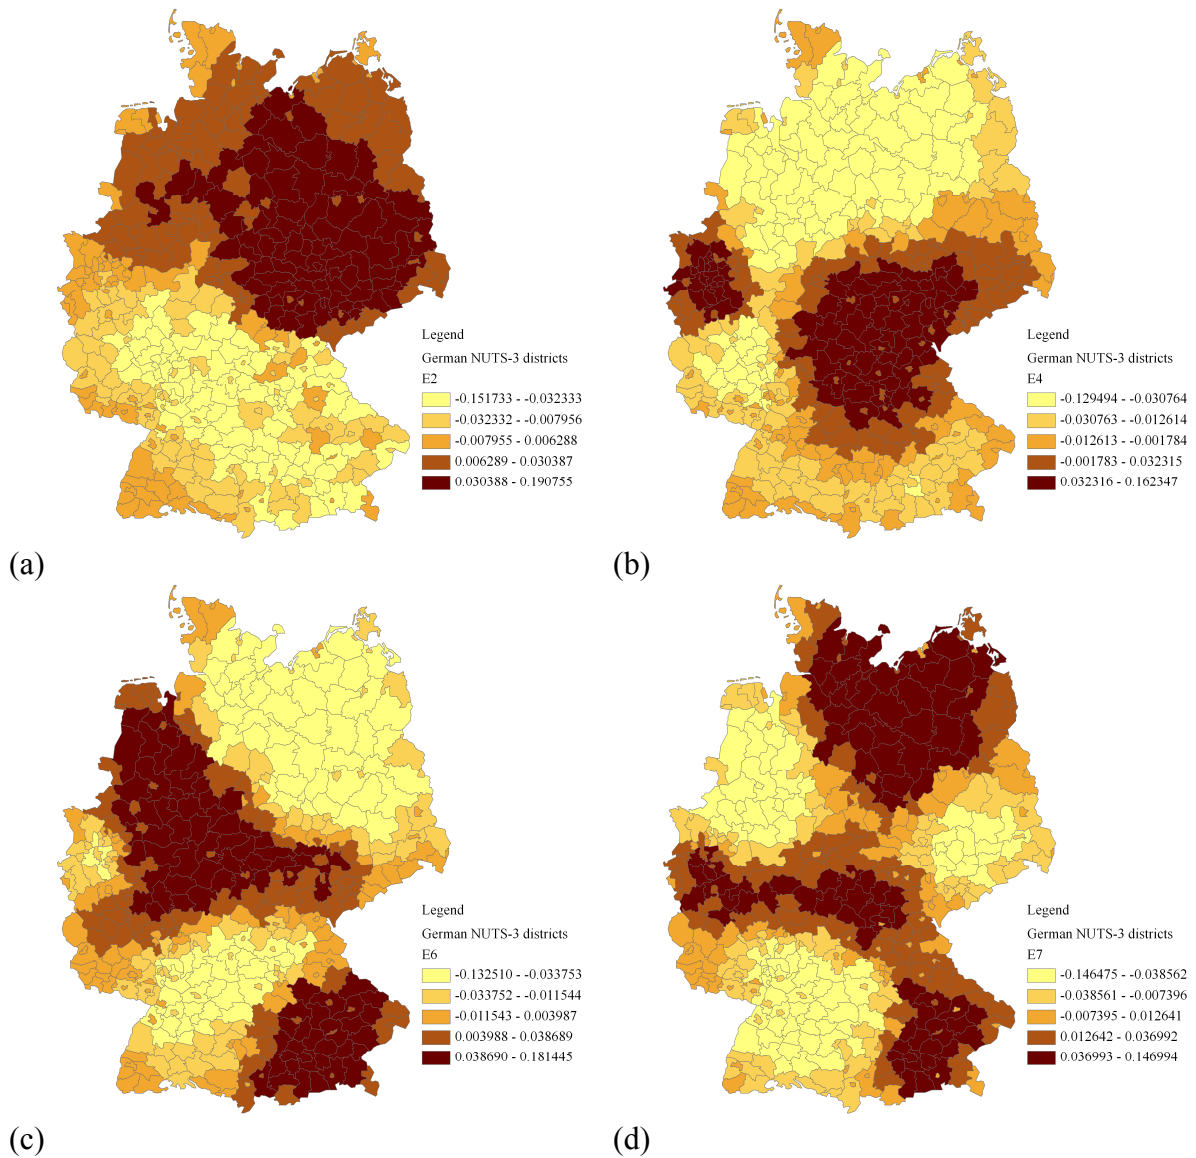 Legend
German NUTS-3 districts
E2
-0.151733 - -0.032333
-0.032332 - -0.007956
-0.007955 - 0.006288
0.006289 - 0.030387
0.030388 - 0.190755
(a)
Legend
German NUTS-3 districts
E4
-0.129494 - -0.030764
-0.030763 - -0.012614
-0.012613 - -0.001784
-0.001783 - 0.032315
0.032316 - 0.162347
(b)
Legend
German NUTS-3 districts
E6
-0.132510 - -0.033753
-0.033752 - -0.011544
-0.011543 - 0.003987
0.003988 - 0.038689
0.038690 - 0.181445
(c)
Legend
German NUTS-3 districts
E7
-0.146475 - -0.038562
-0.038561 - -0.007396
-0.007395 - 0.012641
0.012642 - 0.036992
0.036993 - 0.146994
(d)